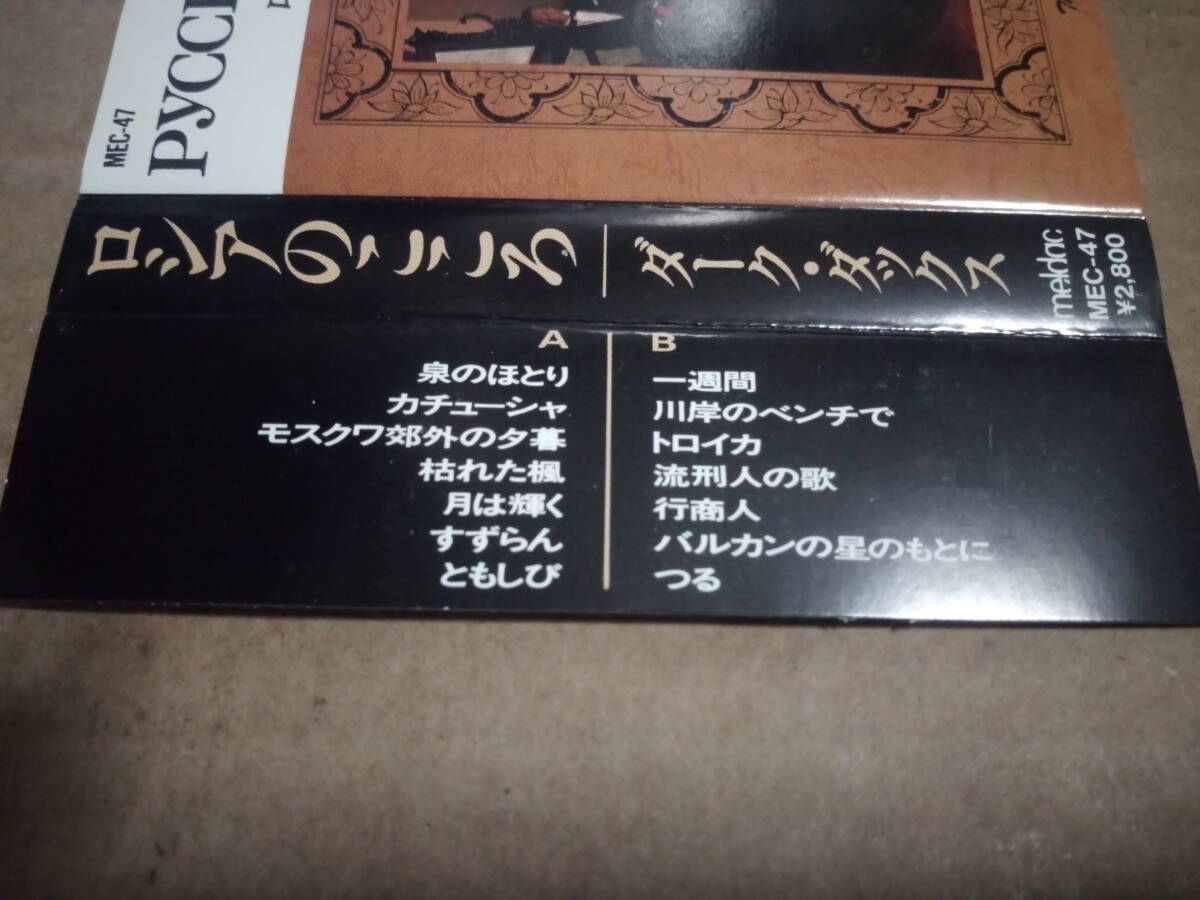 MEC-47
РУССК
ロシアのこころ
ダーク・ダックス
meldac
MEC-47
¥2,800
A
泉のほとり
カチューシャ
モスクワ郊外の夕暮
枯れた楓
月は輝く
すずらん
ともしび
B
一週間
川岸のベンチで
トロイカ
流刑人の歌
行商人
バルカンの星のもとに
つる